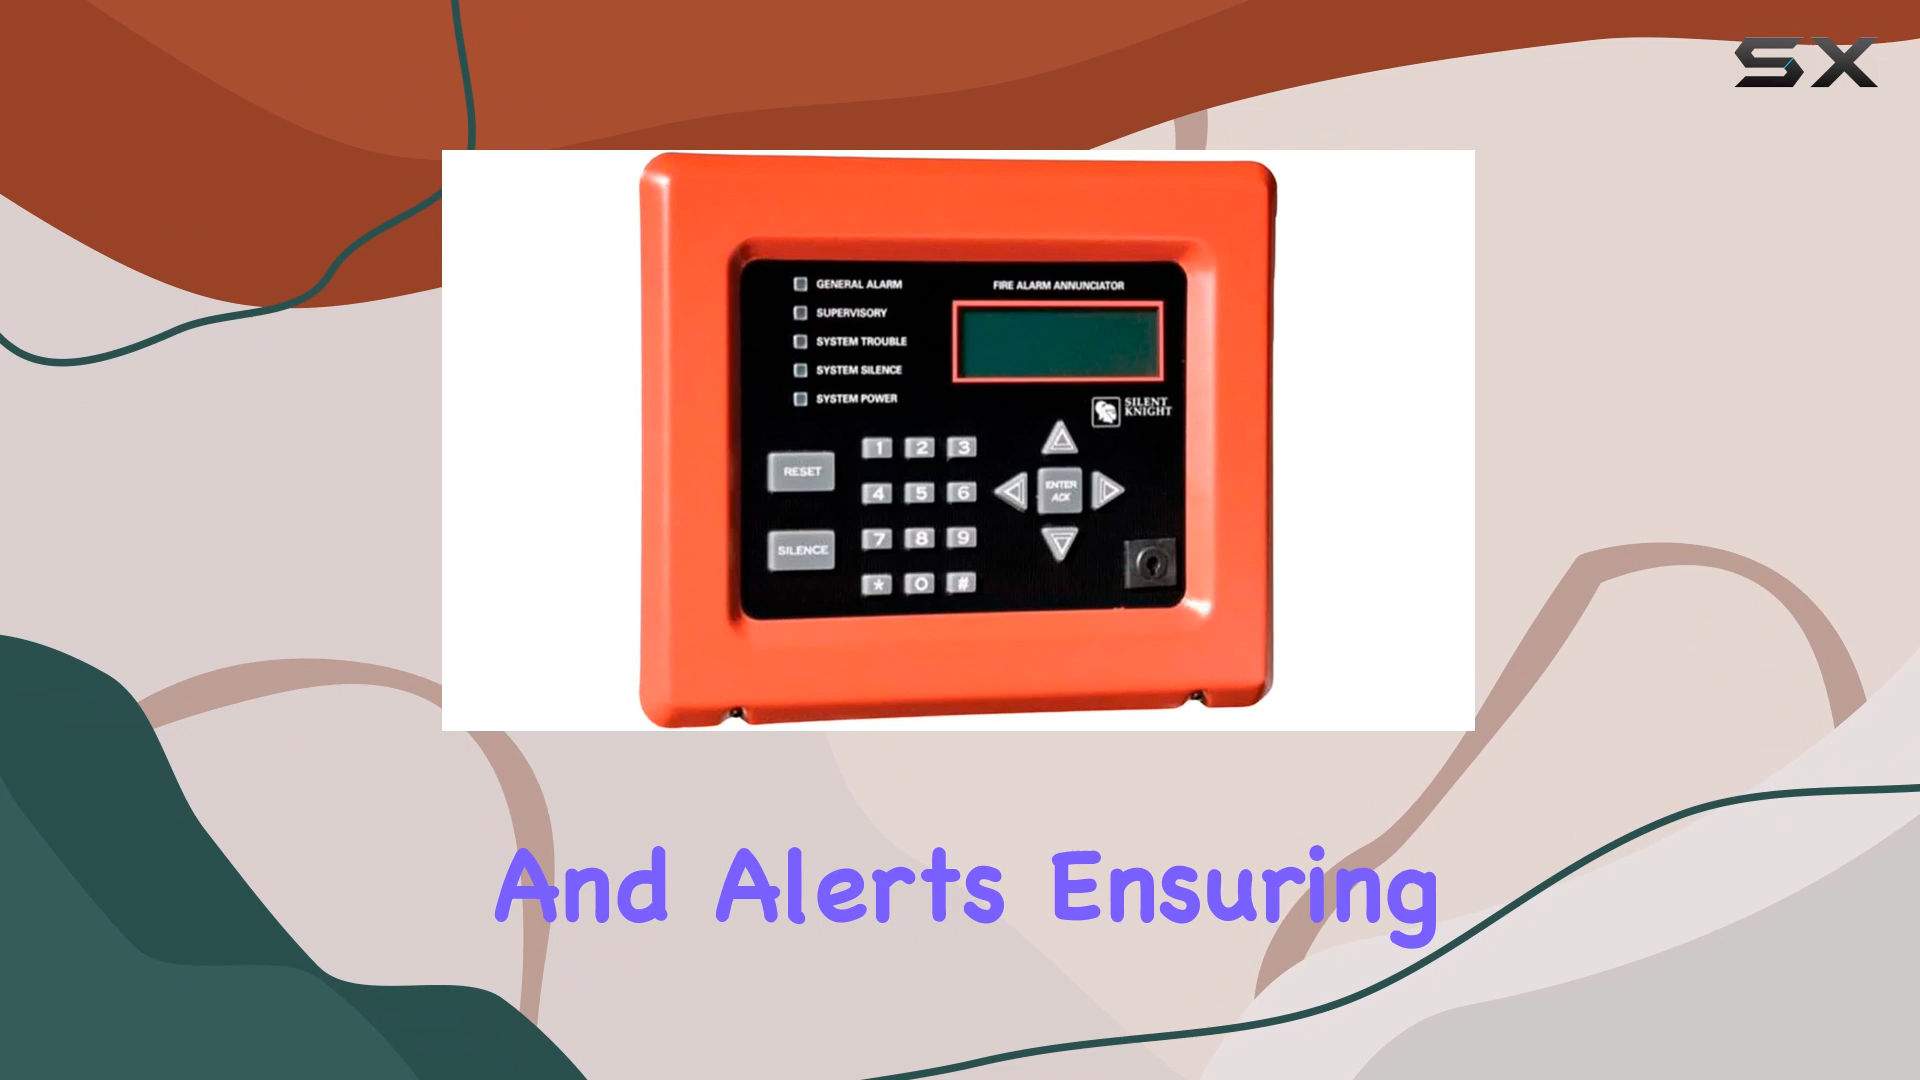 SX
GENERAL ALARM
SUPERVISORY
SYSTEM TROUBLE
SYSTEM SILENCE
SYSTEM POWER
FIRE ALARM ANNUNCIATOR
SILENT
KNIGHT
RESET
SILENCE
1 2 3
4 5 6
7 8 9
* 0 #
ENTER
ACK
And Alerts Ensuring